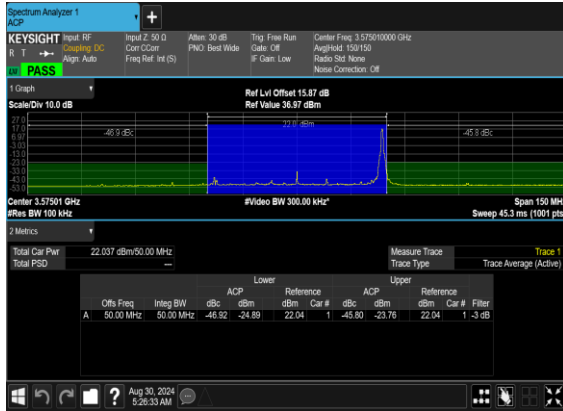 Spectrum Analyzer 1
ACP
+
KEYSIGHT
R T
LU PASS
Input: RF
Coupling: DC
Align: Auto
Input Z: 50 Ω
Corr CCorr
Freq Ref: Int (S)
Atten: 30 dB
PNO: Best Wide
Trig: Free Run
Gate: Off
IF Gain: Low
Center Freq: 3.575010000 GHz
Avg|Hold: 150/150
Radio Std: None
Noise Correction: Off
1 Graph
Scale/Div 10.0 dB
Ref Lvl Offset 15.87 dB
Ref Value 36.97 dBm
27.0
17.0
6.97
-3.03
-13.0
-23.0
-33.0
-43.0
-53.0
-46.9 dBc
22.0 dBm
-45.8 dBc
Center 3.57501 GHz
#Res BW 100 kHz
#Video BW 300.00 kHz*
Span 150 MH
Sweep 45.3 ms (1001 pts
2 Metrics
Total Car Pwr 22.037 dBm/50.00 MHz
Total PSD ---
Measure Trace Trace 1
Trace Type Trace Average (Active)
Lower Upper
ACP Reference ACP Reference
Offs Freq Integ BW dBc dBm dBm Car # dBc dBm dBm Car # Filter
A 50.00 MHz 50.00 MHz -46.92 -24.89 22.04 1 -45.80 -23.76 22.04 1 -3 dB
?
Aug 30, 2024
5:26:33 AM